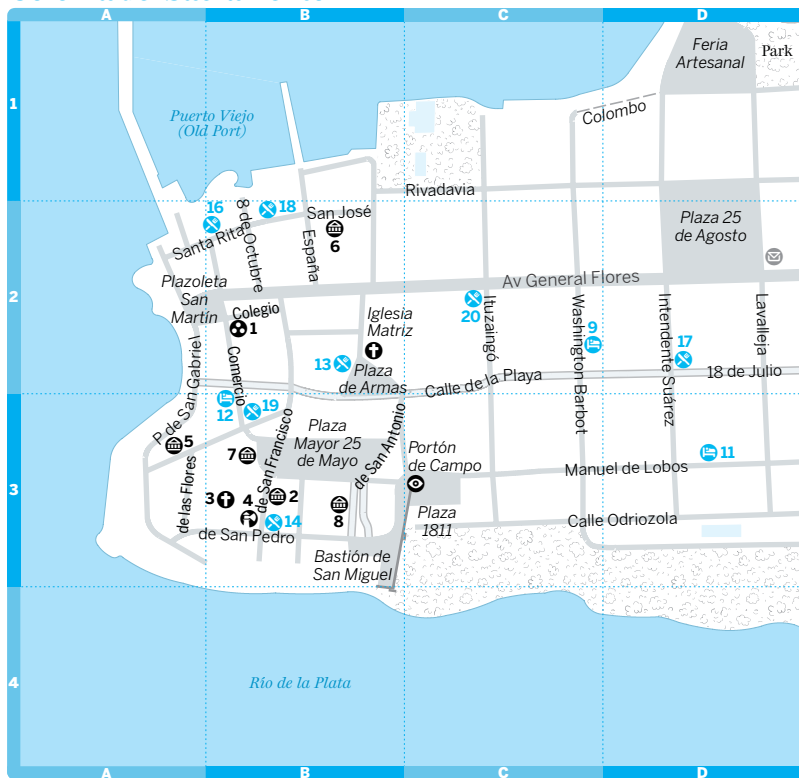 A
B
C
D
Feria
Artesanal
Park
1
Puerto Viejo
(Old Port)
Colombo
Rivadavia
16
8 de Octubre
18
San José
6
Santa Rita
España
Plaza 25
de Agosto
2
Plazoleta
San
Martín
Av General Flores
Colegio
1
Iglesia
Matriz
20
Ituzaingó
Washington Barbot
9
Intendente Suárez
17
Lavalleja
13
Plaza
de Armas
Calle de la Playa
18 de Julio
P de San Gabriel
Comercio
12
19
5
7
de San Francisco
Plaza
Mayor 25
de Mayo
de San Antonio
Portón
de Campo
Manuel de Lobos
11
3
de las Flores
3
4
2
14
8
Plaza
1811
Calle Odriozola
de San Pedro
Bastión de
San Miguel
4
Río de la Plata
A
B
C
D